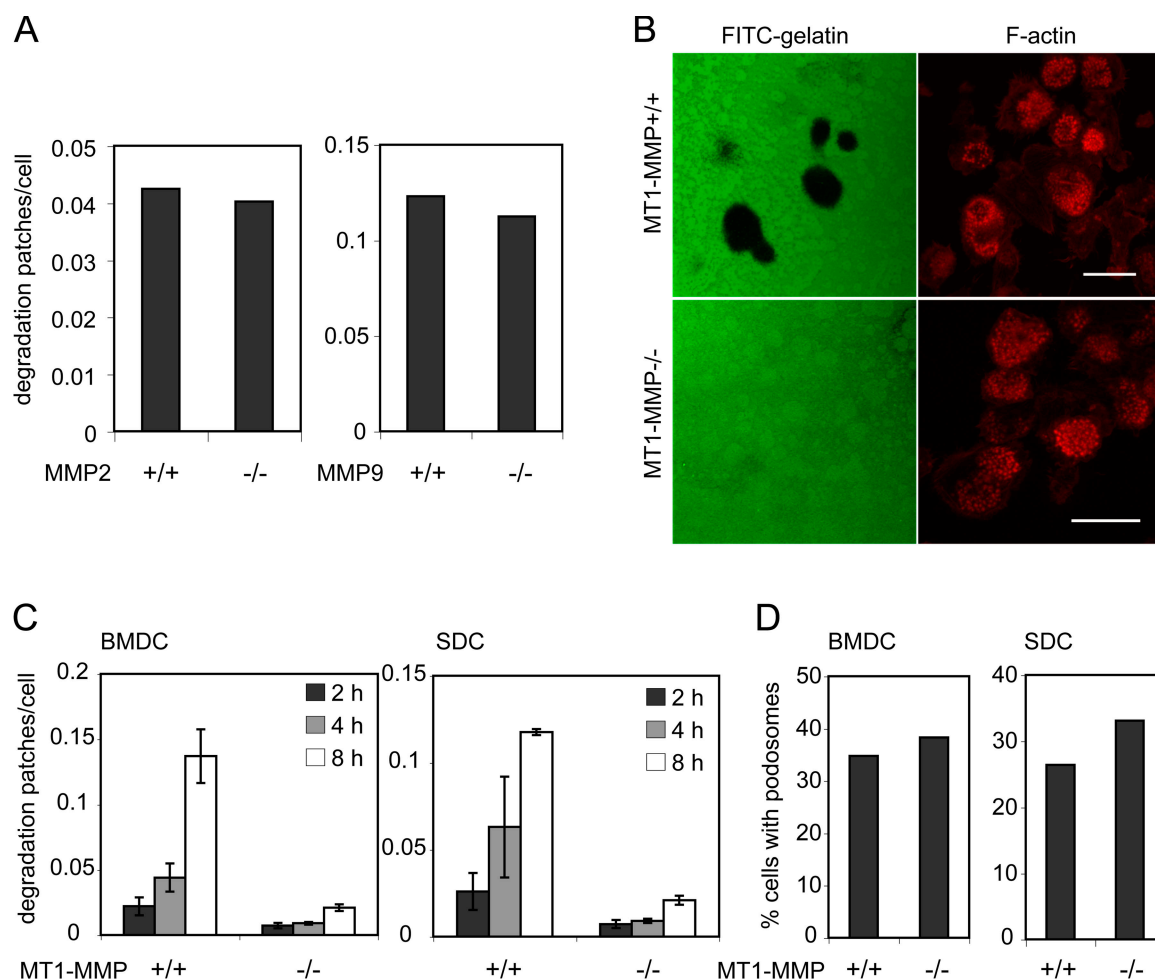 A
degradation patches/cell
0.05
0.04
0.03
0.02
0.01
0
MMP2 +/+ -/-
0.15
0.1
0.05
0
MMP9 +/+ -/-
B
FITC-gelatin F-actin
MT1-MMP+/+
MT1-MMP-/-
C
BMDC
degradation patches/cell
0.2
0.15
0.1
0.05
0
2 h
4 h
8 h
SDC
0.15
0.1
0.05
0
2 h
4 h
8 h
MT1-MMP +/+ -/- +/+ -/-
D
BMDC
% cells with podosomes
50
40
30
20
10
0
SDC
40
30
20
10
0
MT1-MMP +/+ -/- +/+ -/-